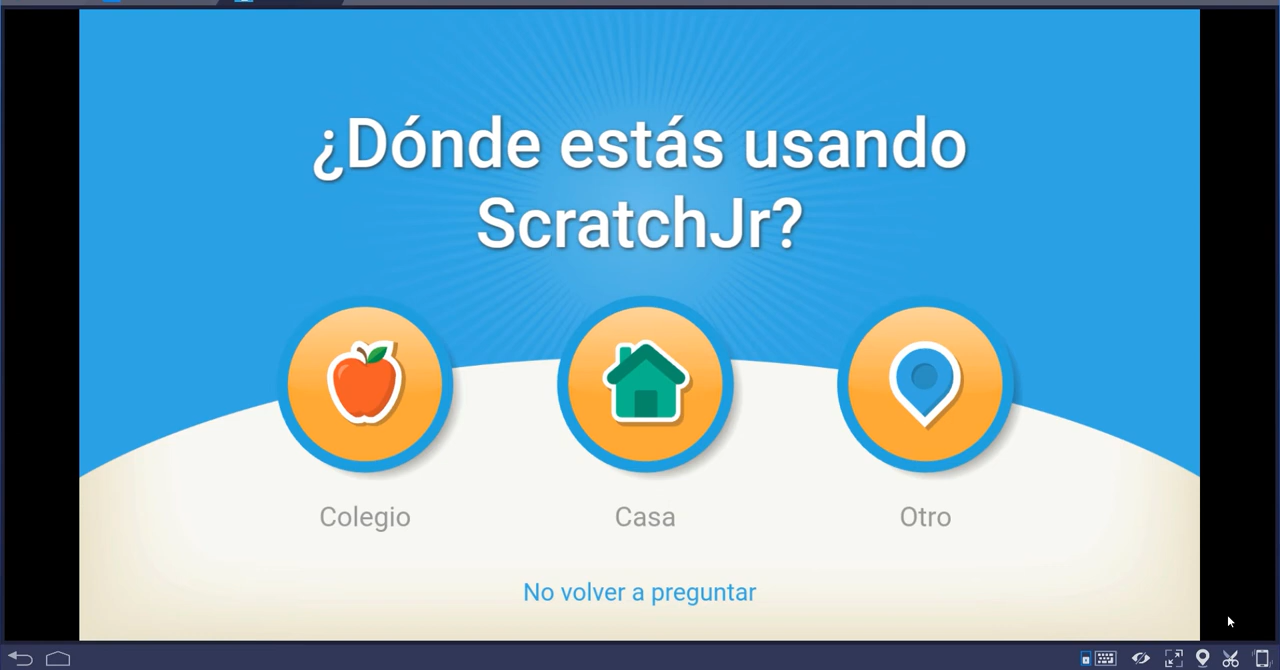 ¿Dónde estás usando
ScratchJr?
Colegio
Casa
Otro
No volver a preguntar